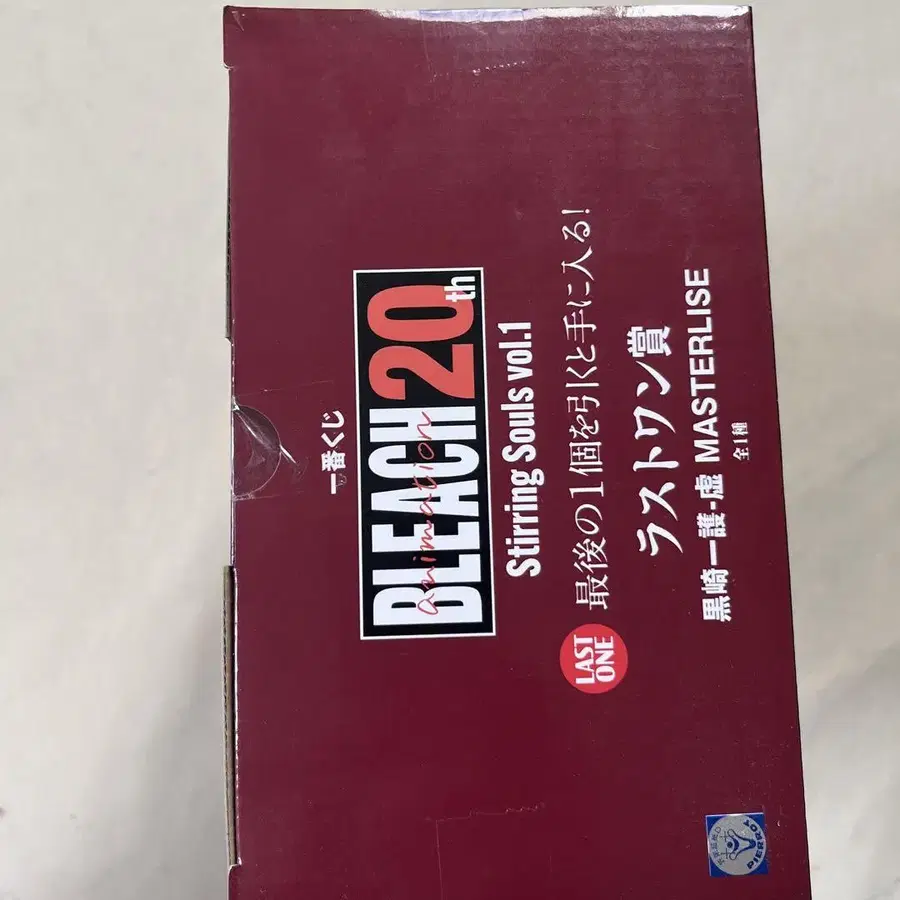 一番くじ
BLEACH 20th
animation
Stirring Souls vol.1
LAST ONE 最後の1個を引くと手に入る!
ラストワン賞
黒崎一護-虚 MASTERLISE
全1種
PIERROT